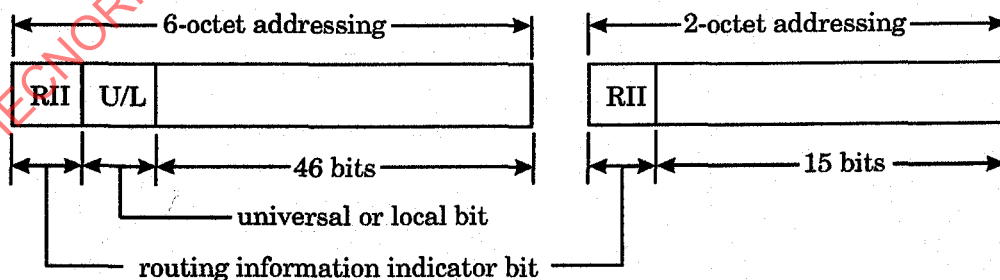 6-octet addressing
2-octet addressing
RII U/L
RII
46 bits
15 bits
universal or local bit
routing information indicator bit
ECNOR